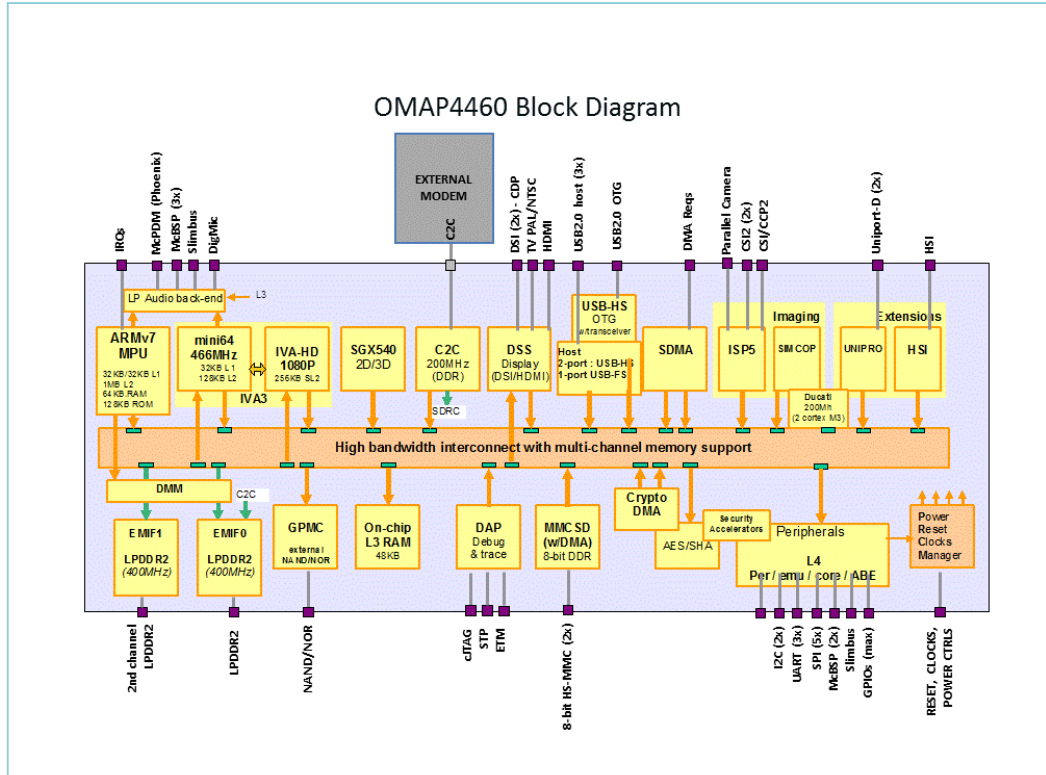 OMAP4460 Block Diagram
EXTERNAL
MODEM
C2C
IRQs
McPDM (Phoenix)
McBSP (3x)
Slimbus
DigMic
DSI (2x) - CDP
TV PAL/NTSC
HDMI
USB2.0 host (3x)
USB2.0 OTG
DMA Reqs
Parallel Camera
CSI2 (2x)
CSI/CCP2
Uniport-D (2x)
HSI
LP Audio back-end
L3
ARMv7
MPU
32KB/32KB L1
1MB L2
64KB RAM
128KB ROM
mini64
466MHz
32KB L1
128KB L2
IVA-HD
1080P
256KB SL2
IVA3
SGX540
2D/3D
C2C
200MHz
(DDR)
SDRC
DSS
Display
(DSI/HDMI)
USB-HS
OTG
w/transceiver
Host
2-port : USB-HS
1-port USB-FS
SDMA
Imaging
ISP5
SIMCOP
Ducati
200Mh
(2 cortex M3)
Extensions
UNIPRO
HSI
High bandwidth interconnect with multi-channel memory support
DMM
C2C
EMIF1
LPDDR2
(400MHz)
EMIF0
LPDDR2
(400MHz)
GPMC
external
NAND/NOR
On-chip
L3 RAM
48KB
DAP
Debug
& trace
MMCSD
(w/DMA)
8-bit DDR
Crypto
DMA
AES/SHA
Security
Accelerators
Peripherals
L4
Per / emu / core / ABE
Power
Reset
Clocks
Manager
2nd channel
LPDDR2
LPDDR2
NAND/NOR
cJTAG
STP
ETM
8-bit HS-MMC (2x)
I2C (2x)
UART (3x)
SPI (5x)
McBSP (2x)
Slimbus
GPIOs (max)
RESET, CLOCKS,
POWER CTRLS